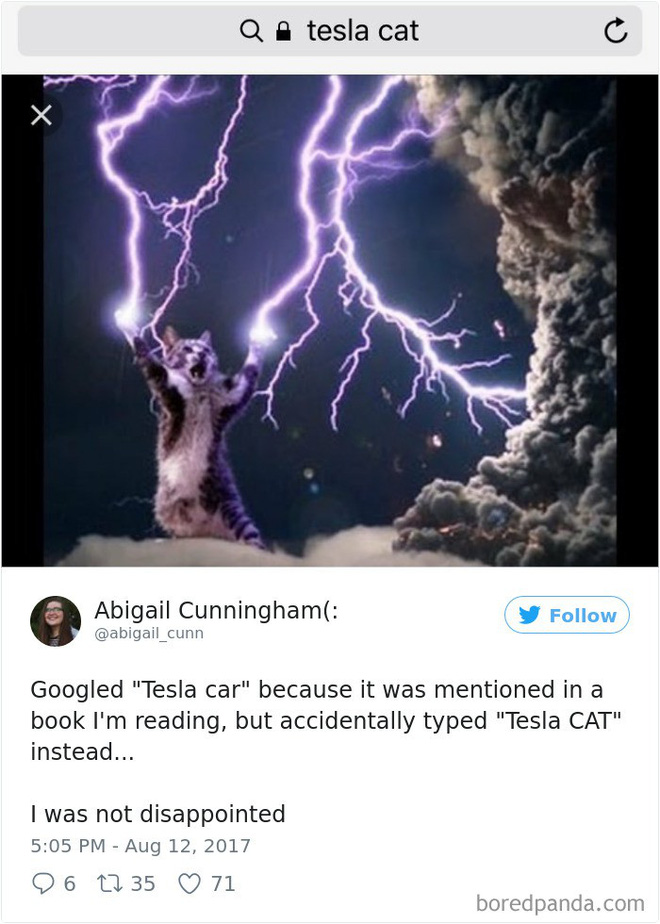 tesla cat
Abigail Cunningham(:
@abigail_cunn
Follow
Googled "Tesla car" because it was mentioned in a
book I'm reading, but accidentally typed "Tesla CAT"
instead...
I was not disappointed
5:05 PM - Aug 12, 2017
6 35 71
boredpanda.com